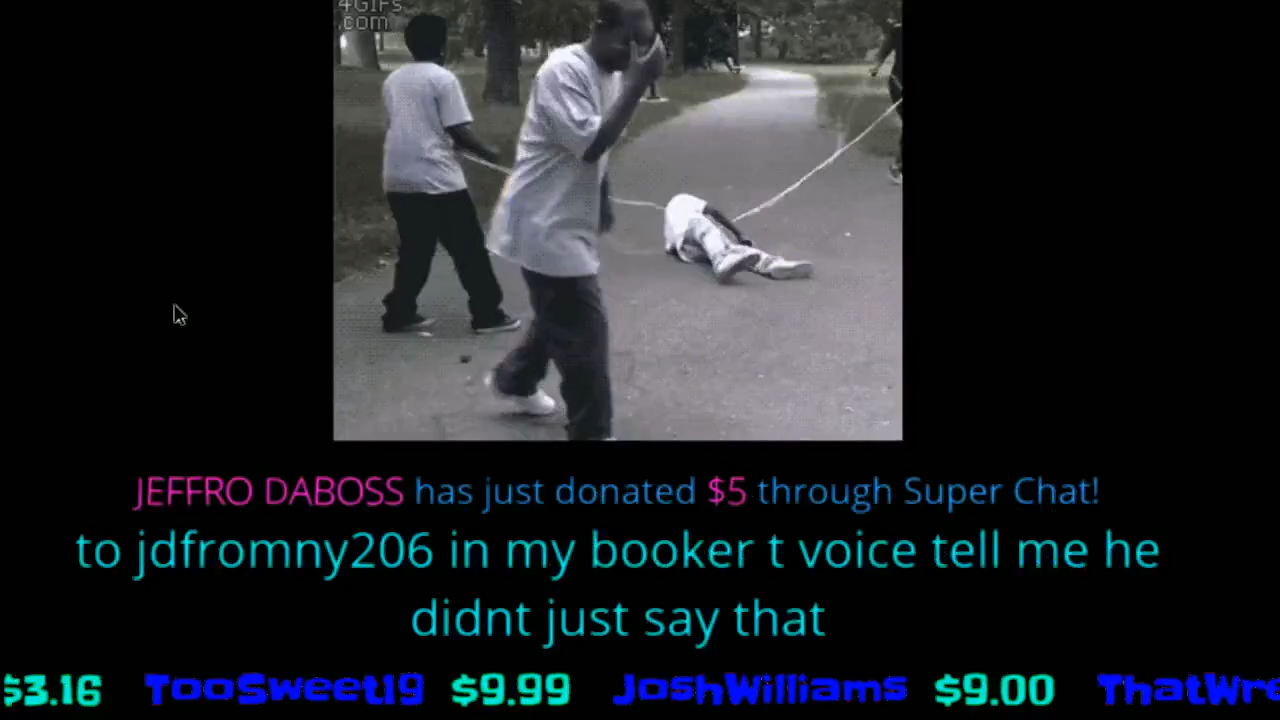 4GIFs
.com
JEFFRO DABOSS has just donated $5 through Super Chat!
to jdfromny206 in my booker t voice tell me he
didnt just say that
$3.16 TooSweet19 $9.99 JoshWilliams $9.00 ThatWre